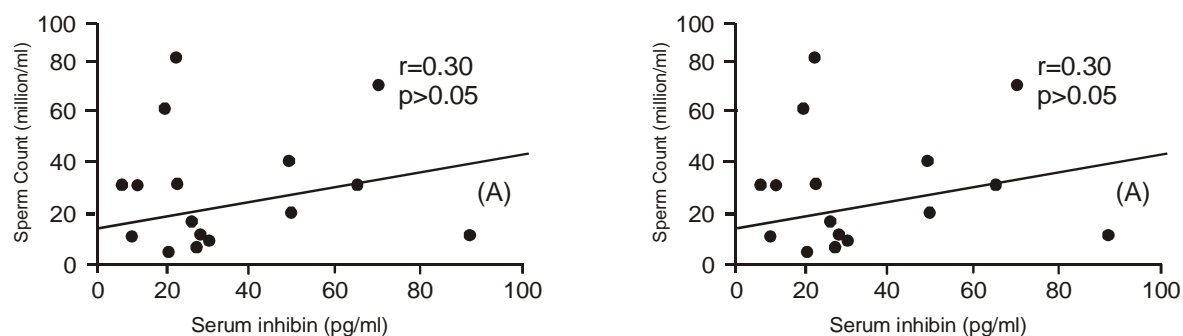 100
80
60
40
20
0
Sperm Count (million/ml)
r=0.30
p>0.05
(A)
0 20 40 60 80 100
Serum inhibin (pg/ml)
100
80
60
40
20
0
Sperm Count (million/ml)
r=0.30
p>0.05
(A)
0 20 40 60 80 100
Serum inhibin (pg/ml)